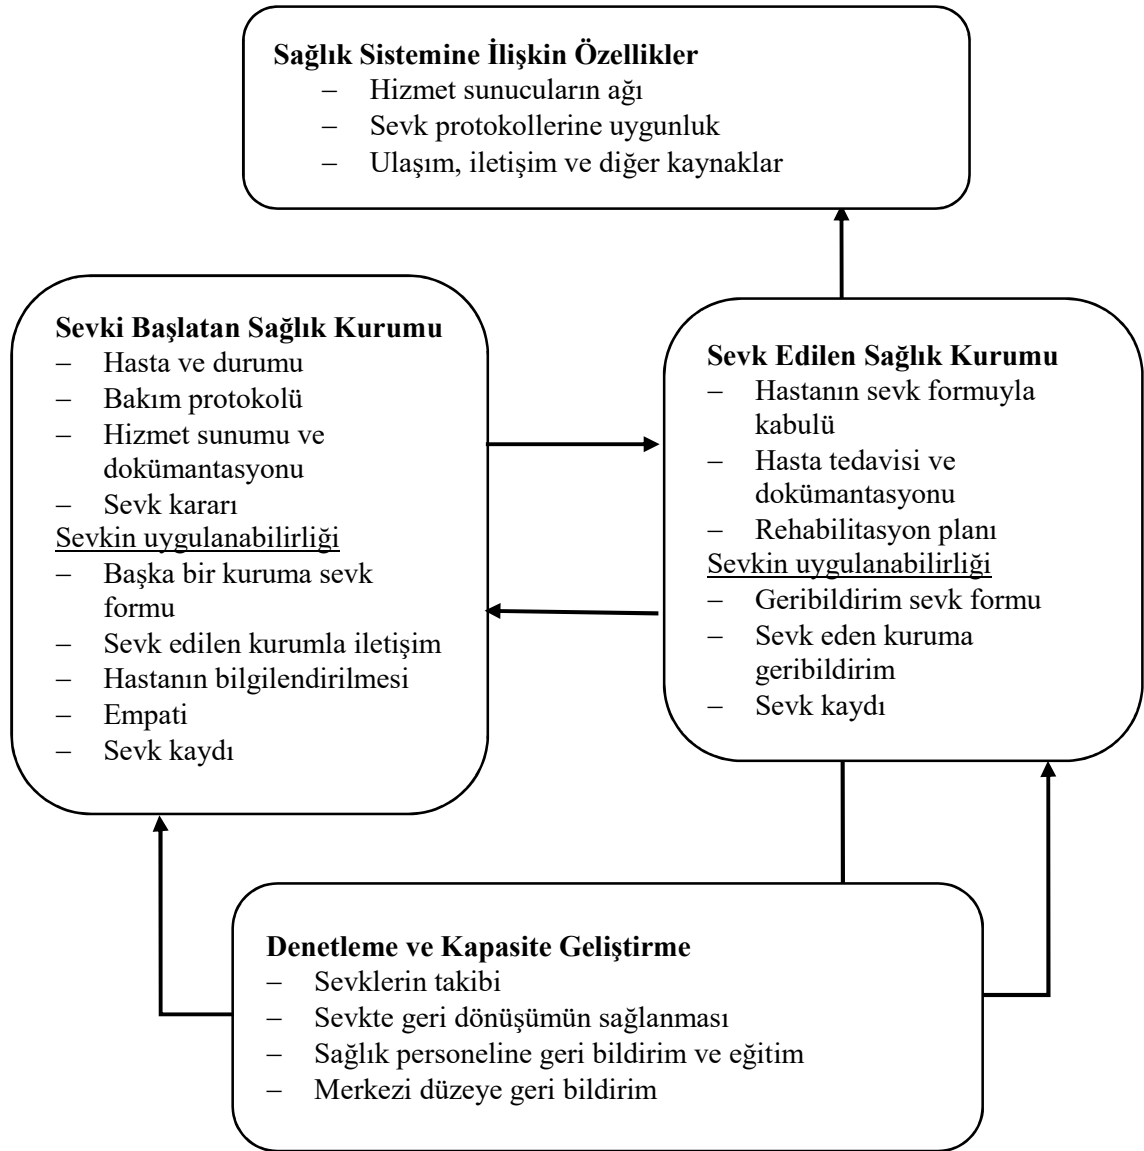 Sağlık Sistemine İlişkin Özellikler
– Hizmet sunucuların ağı
– Sevk protokollerine uygunluk
– Ulaşım, iletişim ve diğer kaynaklar
Sevki Başlatan Sağlık Kurumu
– Hasta ve durumu
– Bakım protokolü
– Hizmet sunumu ve
dokümantasyonu
– Sevk kararı
Sevkin uygulanabilirliği
– Başka bir kuruma sevk
formu
– Sevk edilen kurumla iletişim
– Hastanın bilgilendirilmesi
– Empati
– Sevk kaydı
Sevk Edilen Sağlık Kurumu
– Hastanın sevk formuyla
kabulü
– Hasta tedavisi ve
dokümantasyonu
– Rehabilitasyon planı
Sevkin uygulanabilirliği
– Geribildirim sevk formu
– Sevk eden kuruma
geribildirim
– Sevk kaydı
Denetleme ve Kapasite Geliştirme
– Sevklerin takibi
– Sevkte geri dönüşümün sağlanması
– Sağlık personeline geri bildirim ve eğitim
– Merkezi düzeye geri bildirim